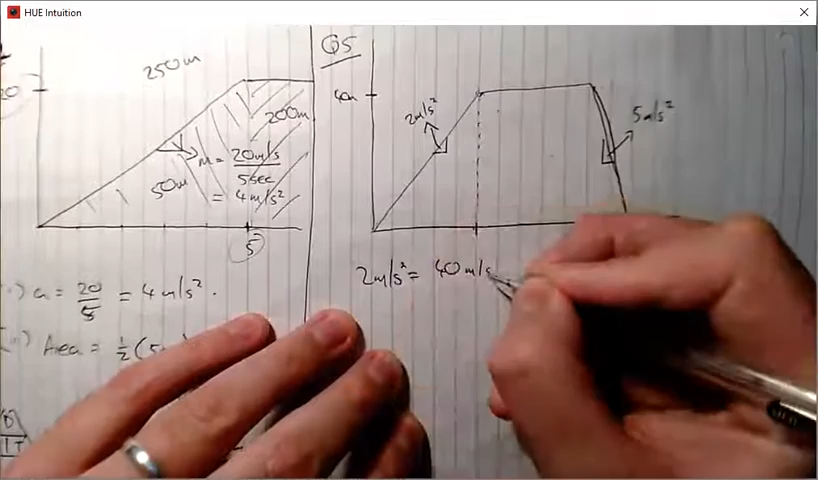 HUE Intuition
20
250m
200m
M = 20m/s
5sec
50m
= 4m/s²
5
a = 20/5 = 4m/s².
Area = ½(5
Q5
40
2m/s²
5m/s²
2m/s² = 40m/s